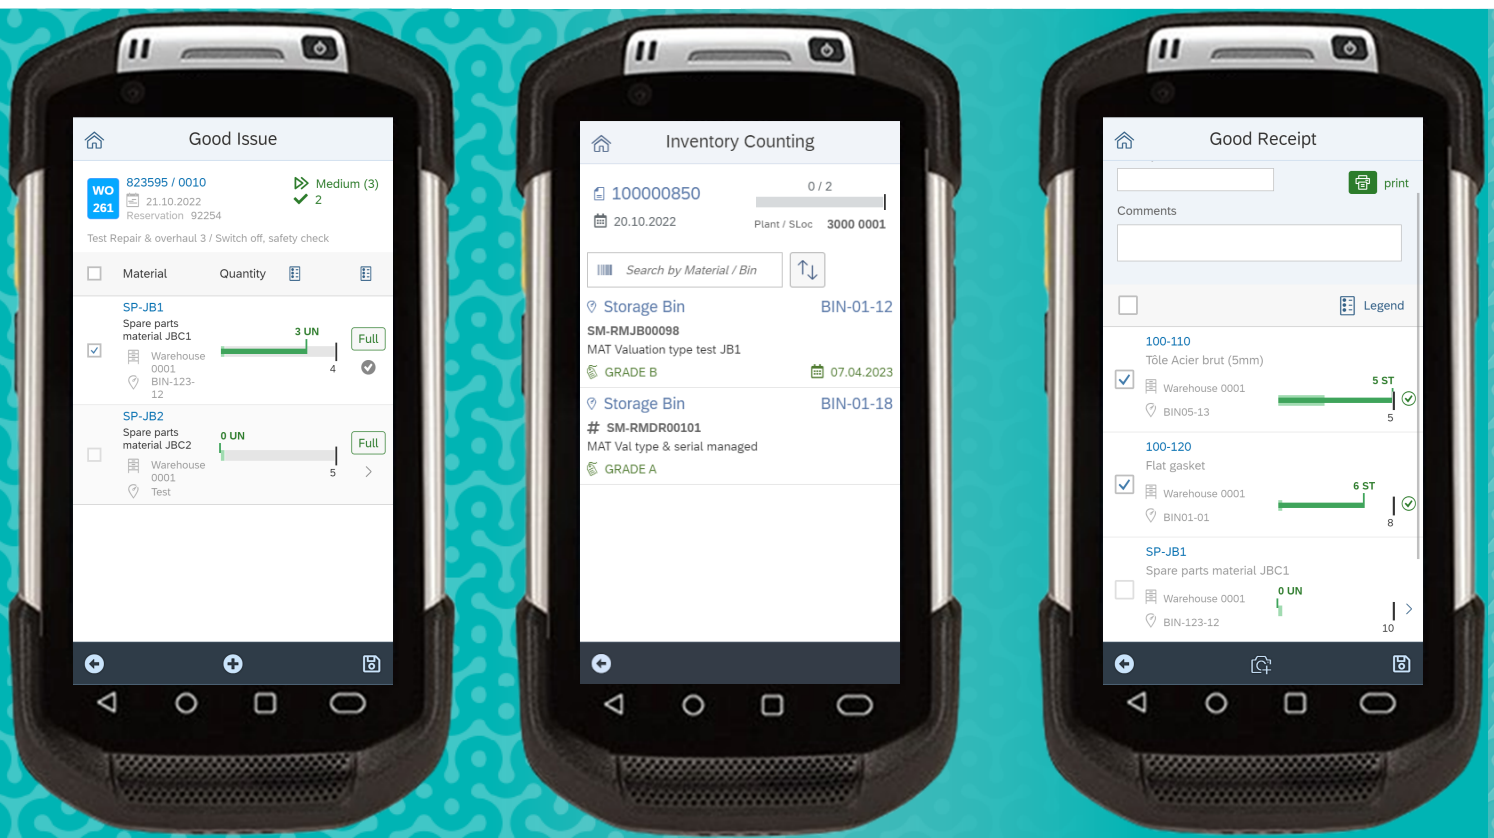 Good Issue
WO
261
823595 / 0010
Medium (3)
21.10.2022
2
Reservation 92254
Test Repair & overhaul 3 / Switch off, safety check
Material Quantity
SP-JB1
Spare parts
material JBC1
3 UN
Full
Warehouse
0001
4
BIN-123-
12
SP-JB2
Spare parts
material JBC2
0 UN
Full
Warehouse
0001
5
Test
Inventory Counting
100000850
0 / 2
20.10.2022
Plant / SLoc 3000 0001
Search by Material / Bin
Storage Bin BIN-01-12
SM-RMJB00098
MAT Valuation type test JB1
GRADE B 07.04.2023
Storage Bin BIN-01-18
# SM-RMDR00101
MAT Val type & serial managed
GRADE A
Good Receipt
print
Comments
Legend
100-110
Tôle Acier brut (5mm)
5 ST
Warehouse 0001
BIN05-13
5
100-120
Flat gasket
6 ST
Warehouse 0001
BIN01-01
8
SP-JB1
Spare parts material JBC1
0 UN
Warehouse 0001
BIN-123-12
10